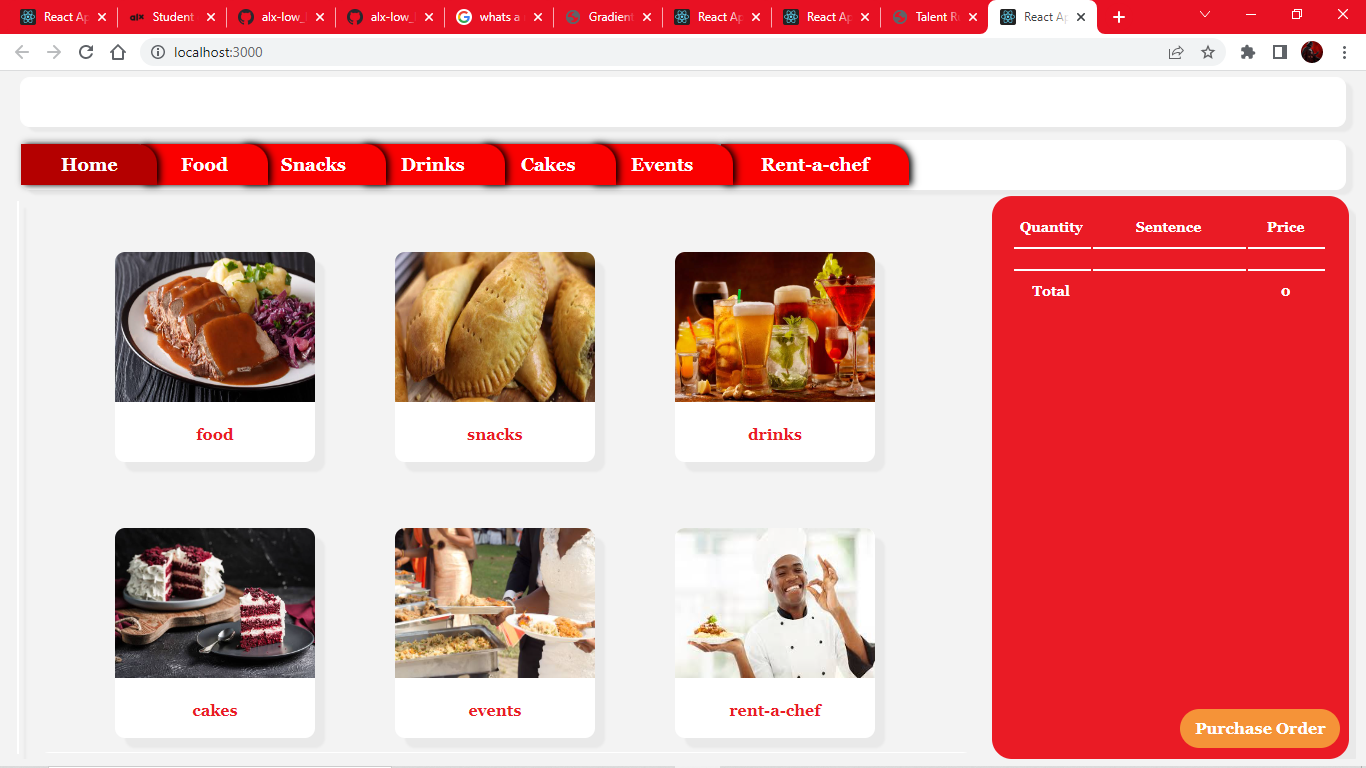 React Ap
Student
alx-low_
alx-low_
whats a
Gradient
React Ap
React Ap
Talent R
React Ap
localhost:3000
Home Food Snacks Drinks Cakes Events Rent-a-chef
Quantity Sentence Price
Total 0
food snacks drinks
cakes events rent-a-chef
Purchase Order